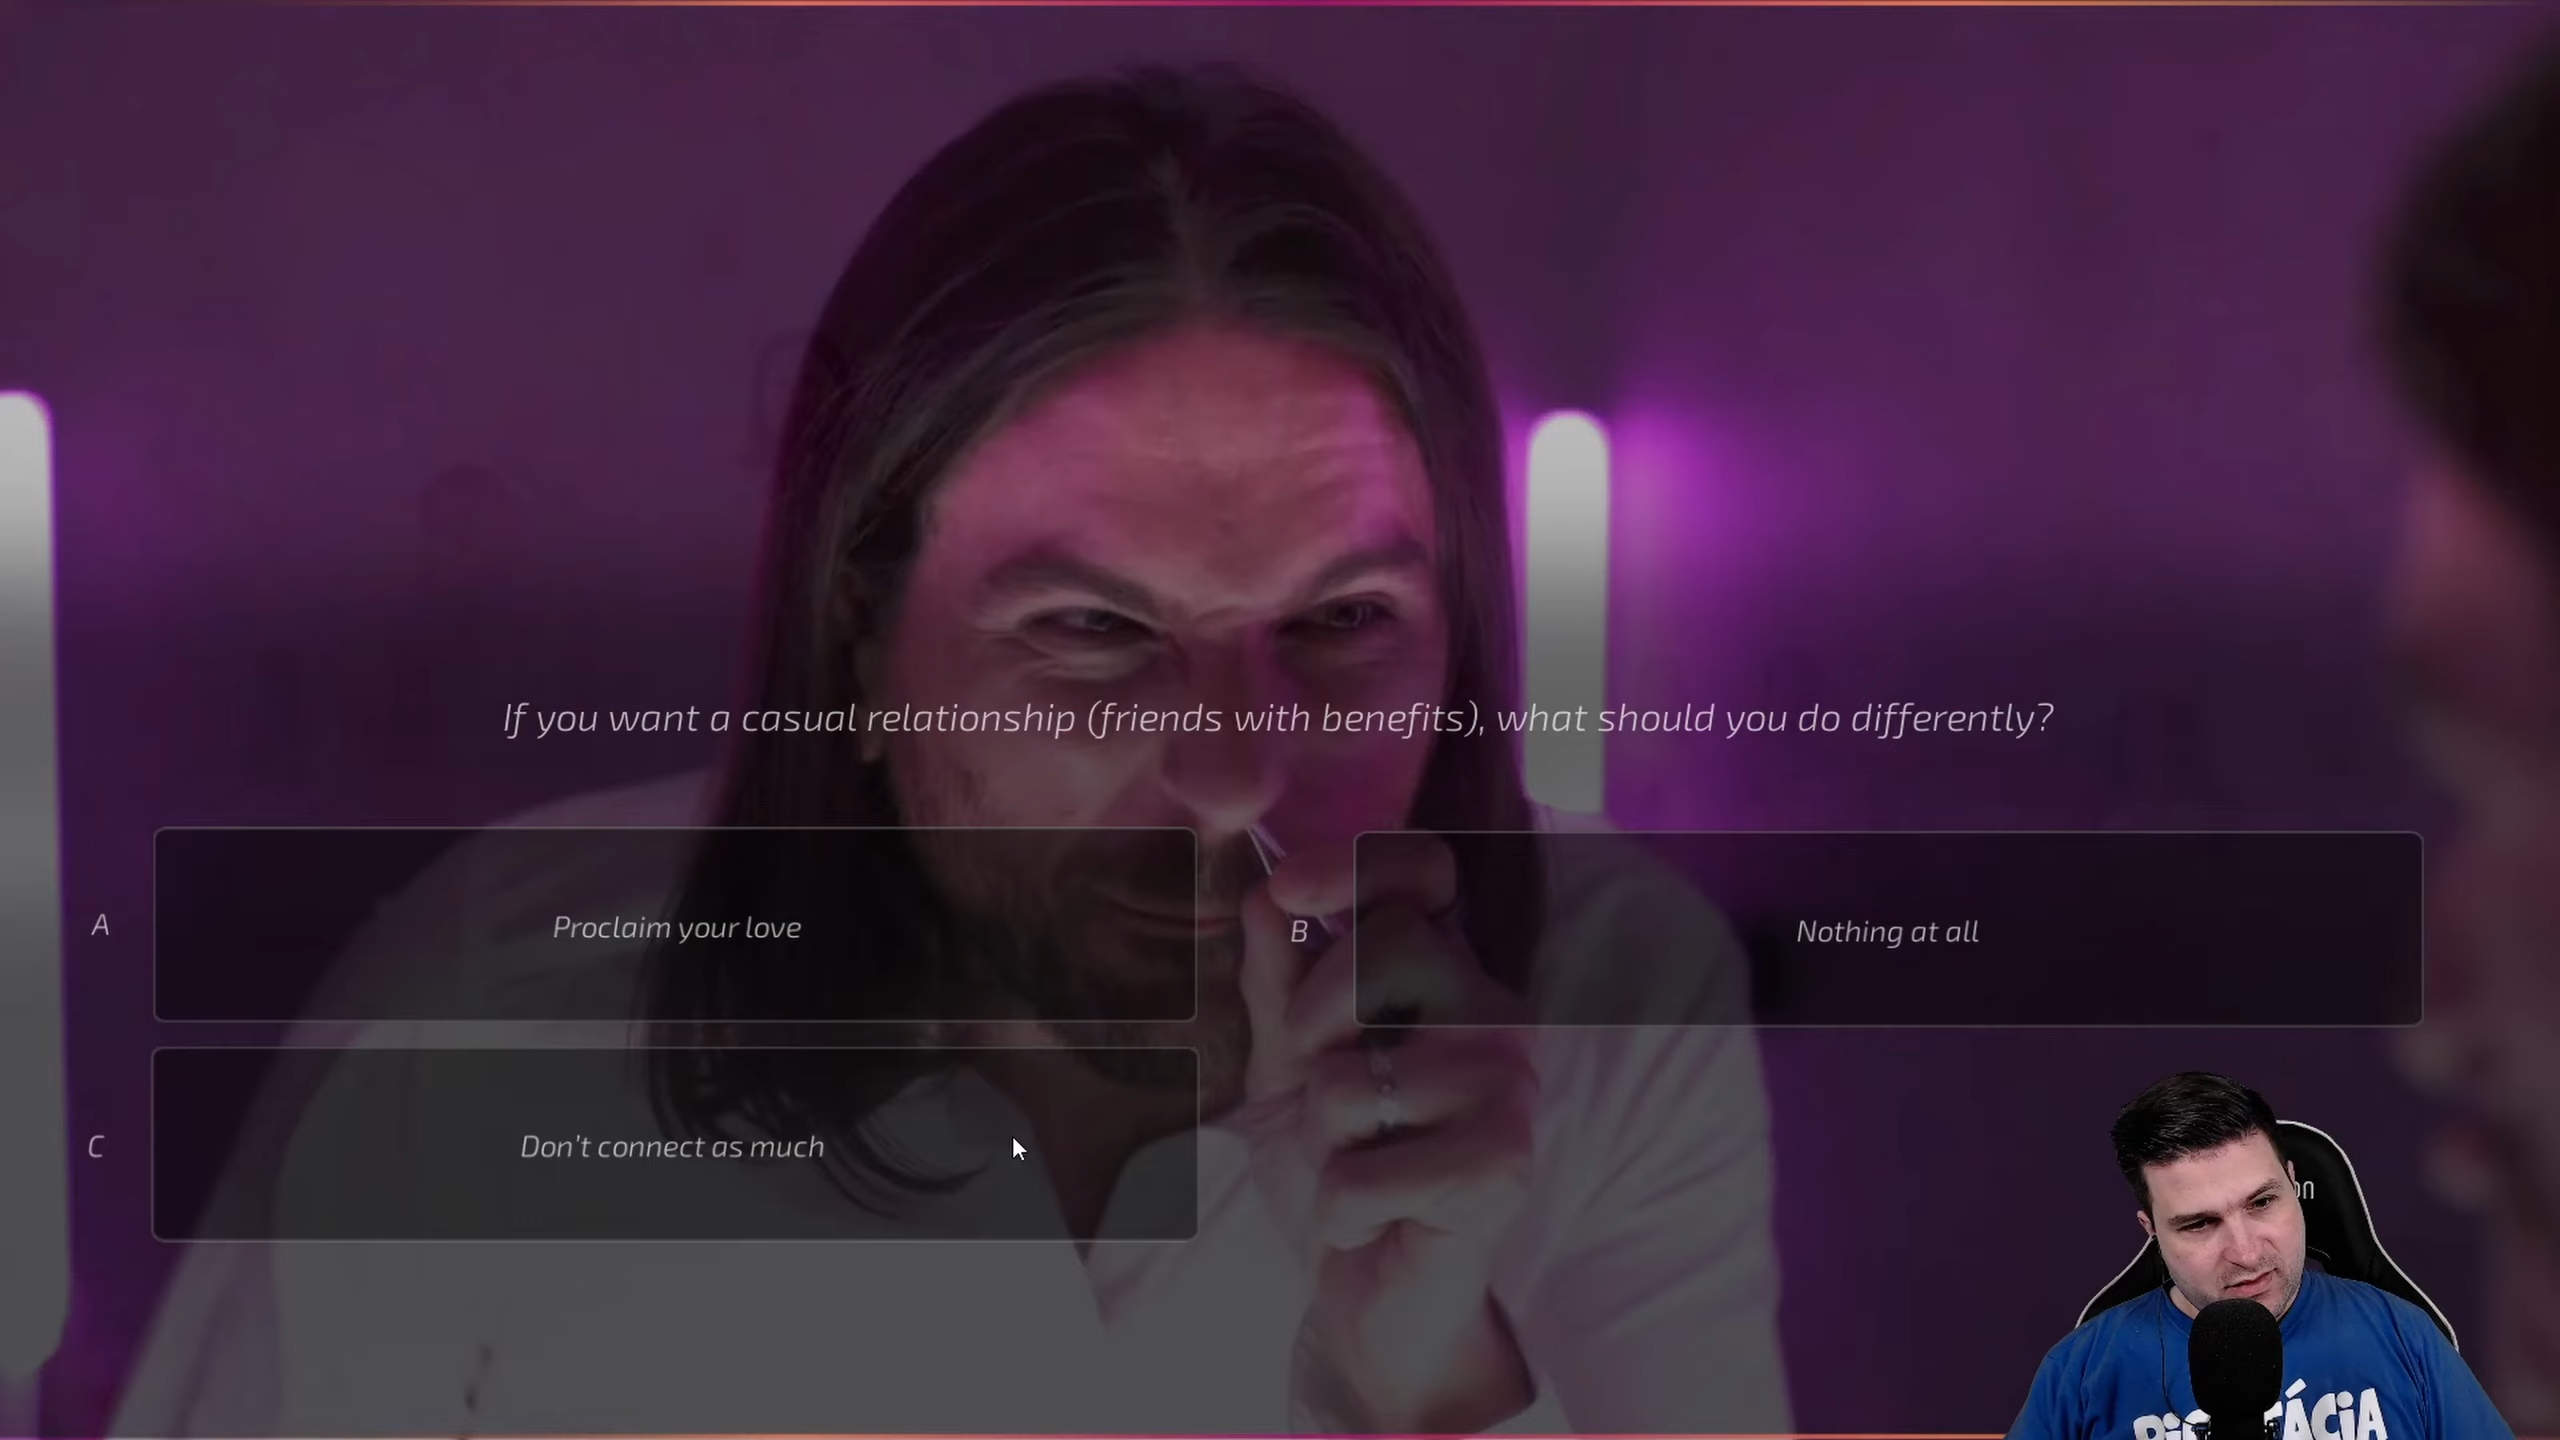 If you want a casual relationship (friends with benefits), what should you do differently?
A
Proclaim your love
B
Nothing at all
C
Don't connect as much
on